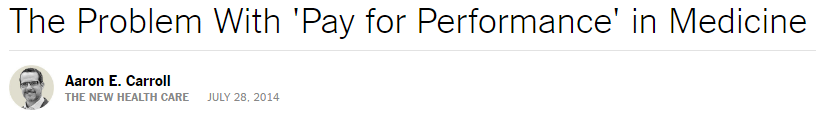 The Problem With 'Pay for Performance' in Medicine
Aaron E. Carroll
THE NEW HEALTH CARE JULY 28, 2014